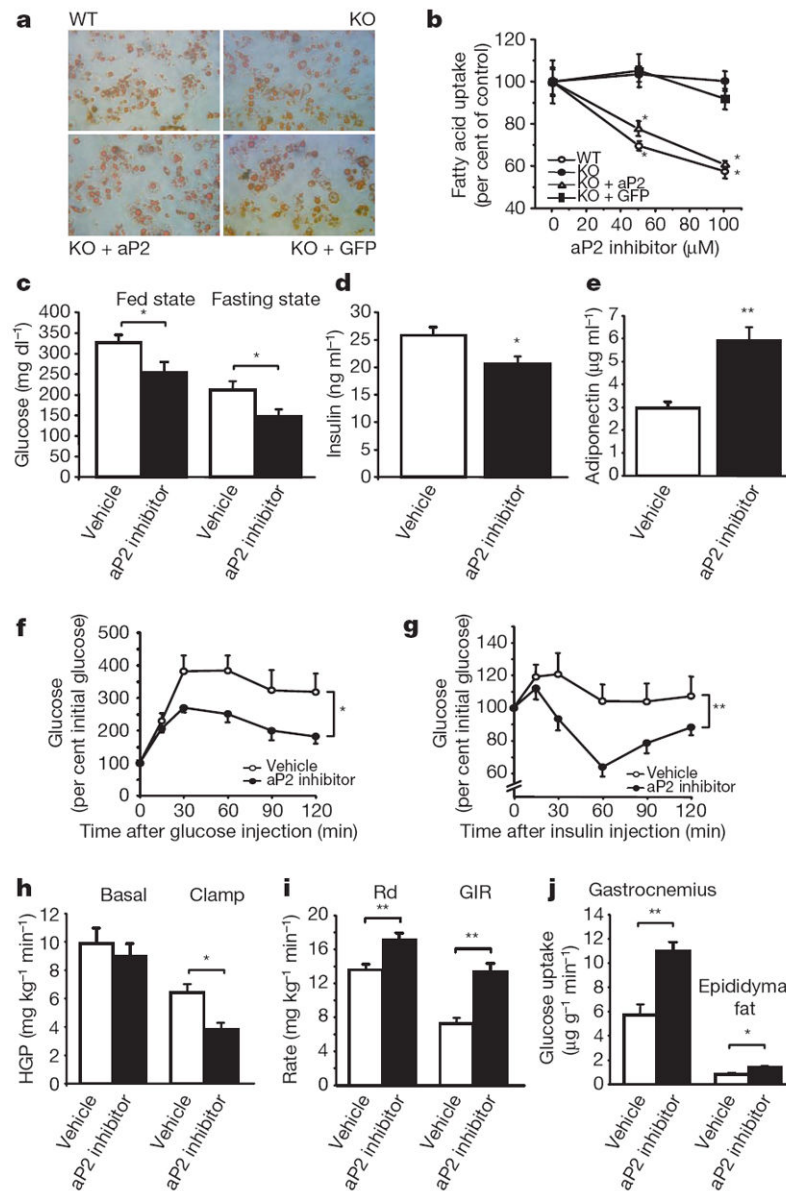 a
WT KO
KO + aP2 KO + GFP
b
Fatty acid uptake
(per cent of control)
120
100
80
60
40
*
*
*
*
WT
KO
KO + aP2
KO + GFP
0 50 100
aP2 inhibitor (μM)
c
Fed state Fasting state
Glucose (mg dl⁻¹)
400
350
300
250
200
150
100
50
0
*
*
Vehicle
aP2 inhibitor
Vehicle
aP2 inhibitor
d
Insulin (ng ml⁻¹)
30
25
20
15
10
5
0
*
Vehicle
aP2 inhibitor
e
Adiponectin (μg ml⁻¹)
7
6
5
4
3
2
1
0
**
Vehicle
aP2 inhibitor
f
Glucose
(per cent initial glucose)
500
400
300
200
100
0
*
Vehicle
aP2 inhibitor
0 30 60 90 120
Time after glucose injection (min)
g
Glucose
(per cent initial glucose)
140
120
100
80
60
**
Vehicle
aP2 inhibitor
0 30 60 90 120
Time after insulin injection (min)
h
Basal Clamp
HGP (mg kg⁻¹ min⁻¹)
12
10
8
6
4
2
0
*
Vehicle
aP2 inhibitor
Vehicle
aP2 inhibitor
i
Rd GIR
Rate (mg kg⁻¹ min⁻¹)
20
16
12
8
4
0
**
**
Vehicle
aP2 inhibitor
Vehicle
aP2 inhibitor
j
Gastrocnemius
Epididyma
fat
Glucose uptake
(μg g⁻¹ min⁻¹)
14
12
10
8
6
4
2
0
**
*
Vehicle
aP2 inhibitor
Vehicle
aP2 inhibitor